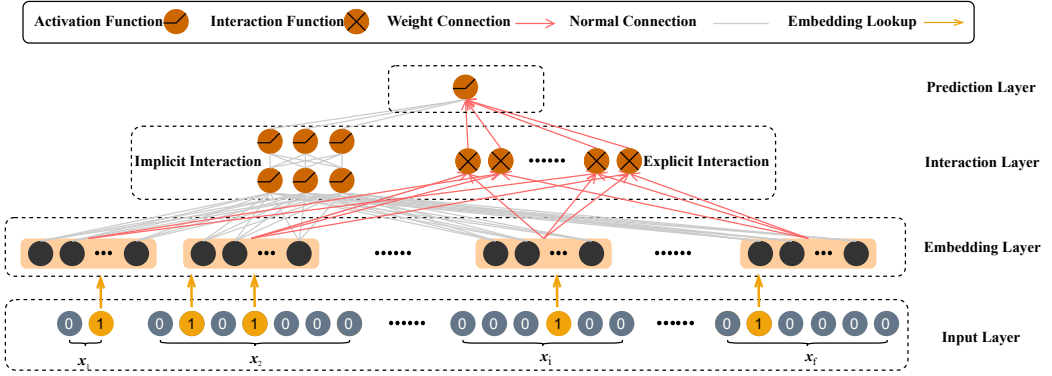 Activation Function Interaction Function Weight Connection Normal Connection Embedding Lookup
Prediction Layer
Implicit Interaction ...... Explicit Interaction Interaction Layer
... ... ...... ... ...... ... Embedding Layer
0 1 0 1 0 1 0 0 0 ...... 0 0 0 1 0 0 ...... 0 1 0 0 0 0 Input Layer
x1 x2 xi xf